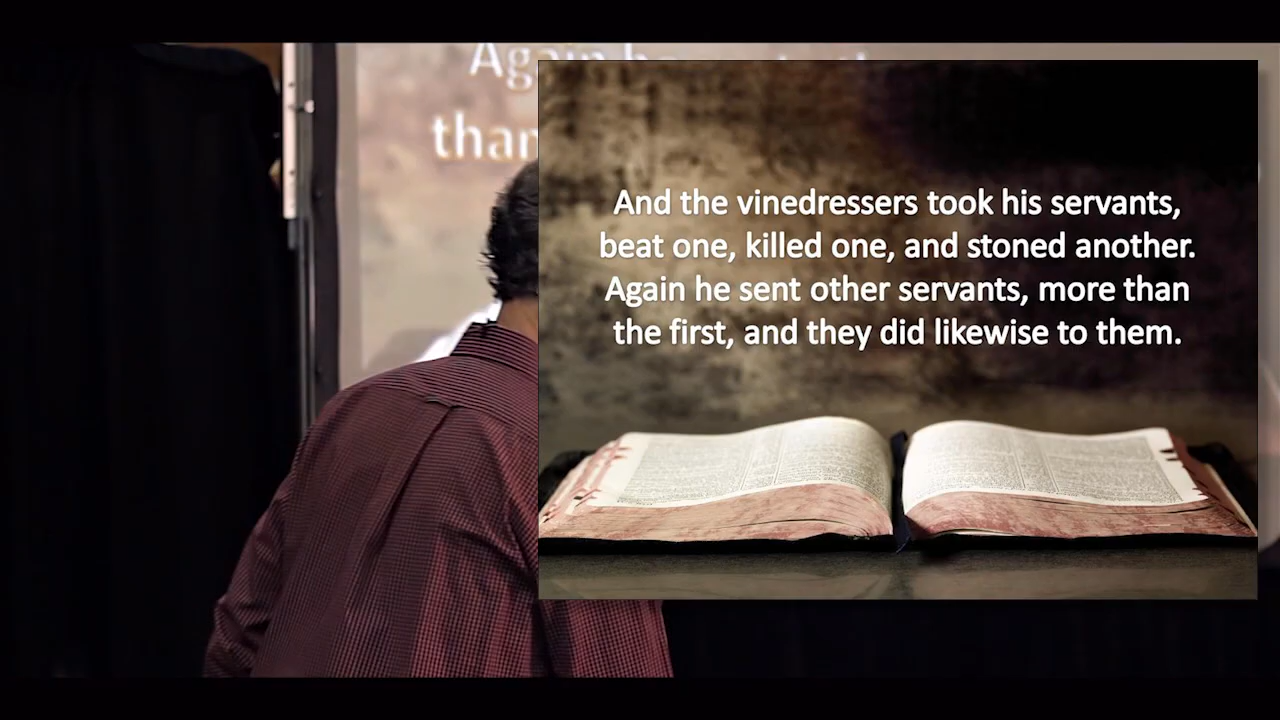 Again
than
And the vinedressers took his servants,
beat one, killed one, and stoned another.
Again he sent other servants, more than
the first, and they did likewise to them.